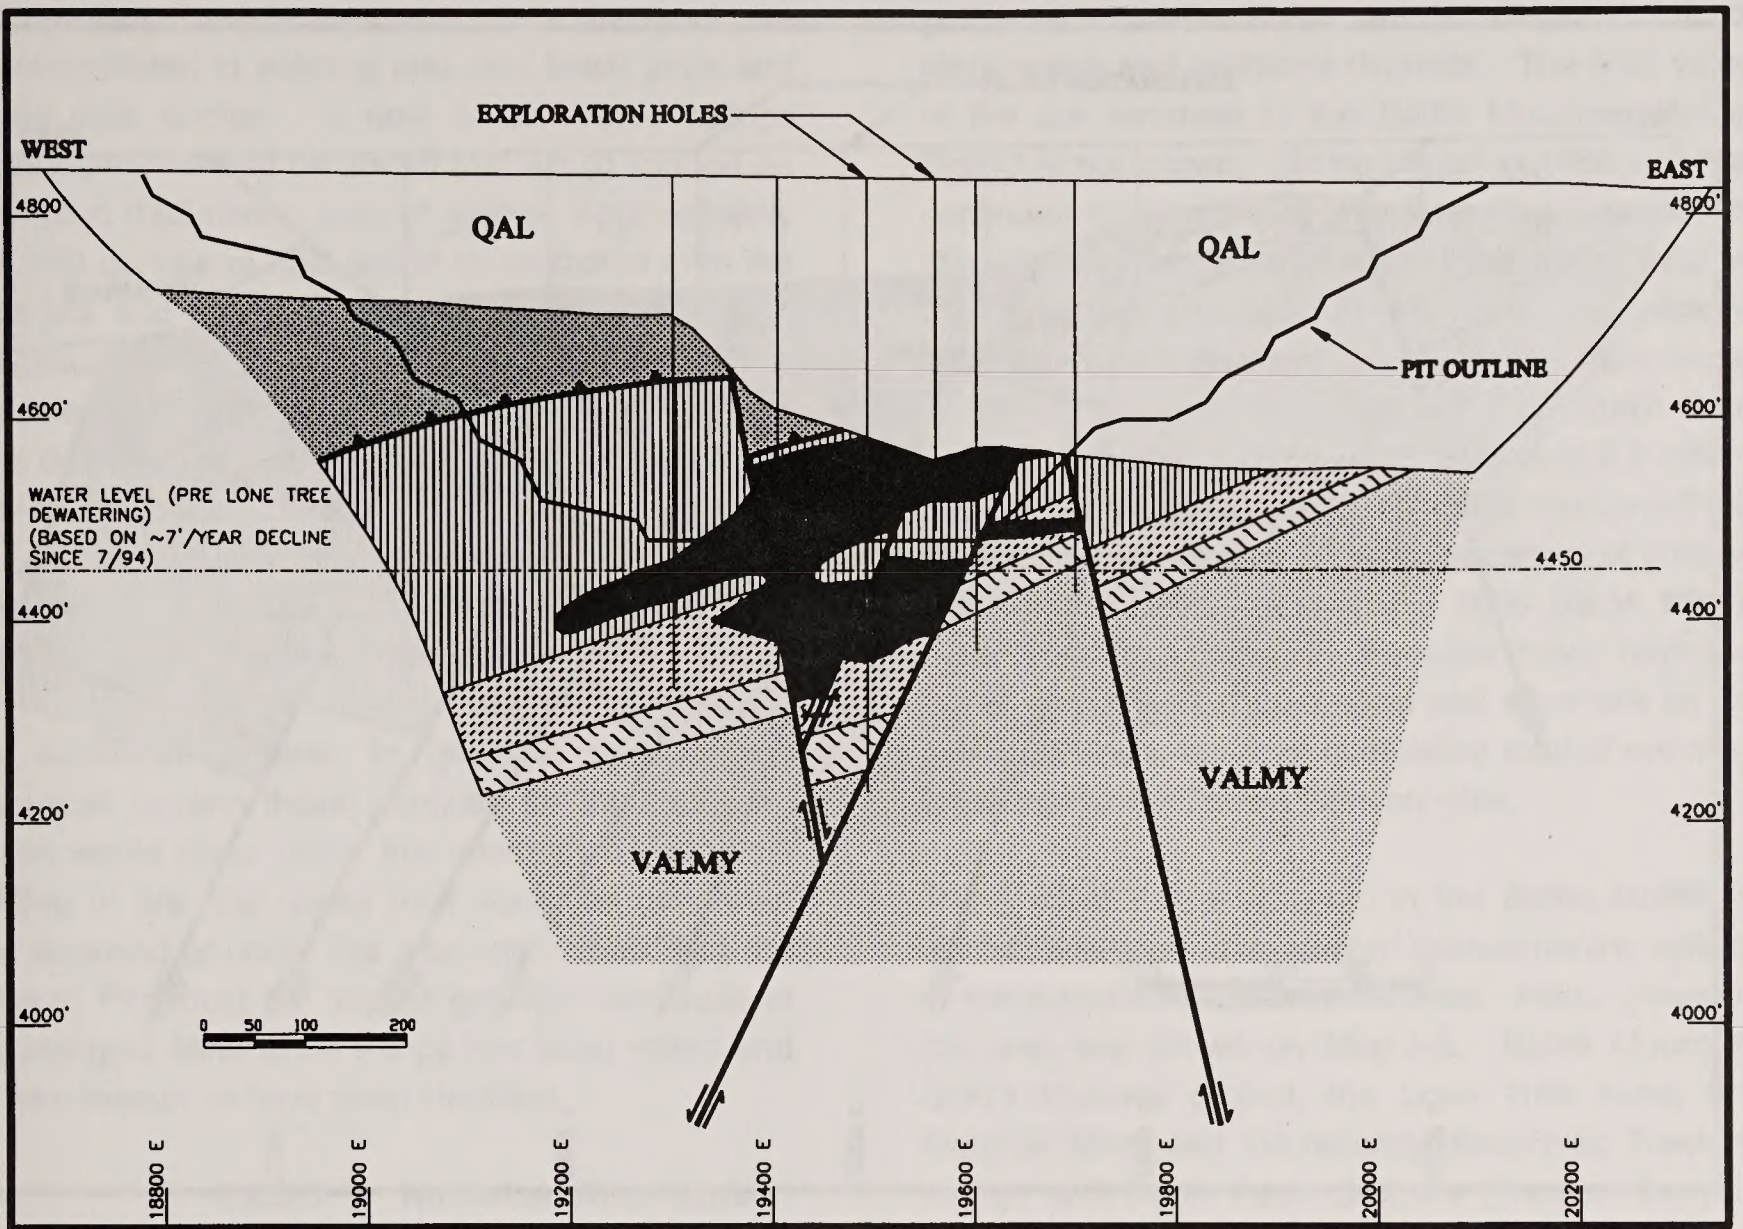 EXPLORATION HOLES
WEST
EAST
4800'
QAL
QAL
4800'
PIT OUTLINE
4600'
4600'
WATER LEVEL (PRE LONE TREE
DEWATERING)
(BASED ON ~7'/YEAR DECLINE
SINCE 7/94)
4450
4400'
4400'
4200'
VALMY
VALMY
4200'
4000'
0 50 100 200
4000'
18800 E
19000 E
19200 E
19400 E
19600 E
19800 E
20000 E
20200 E